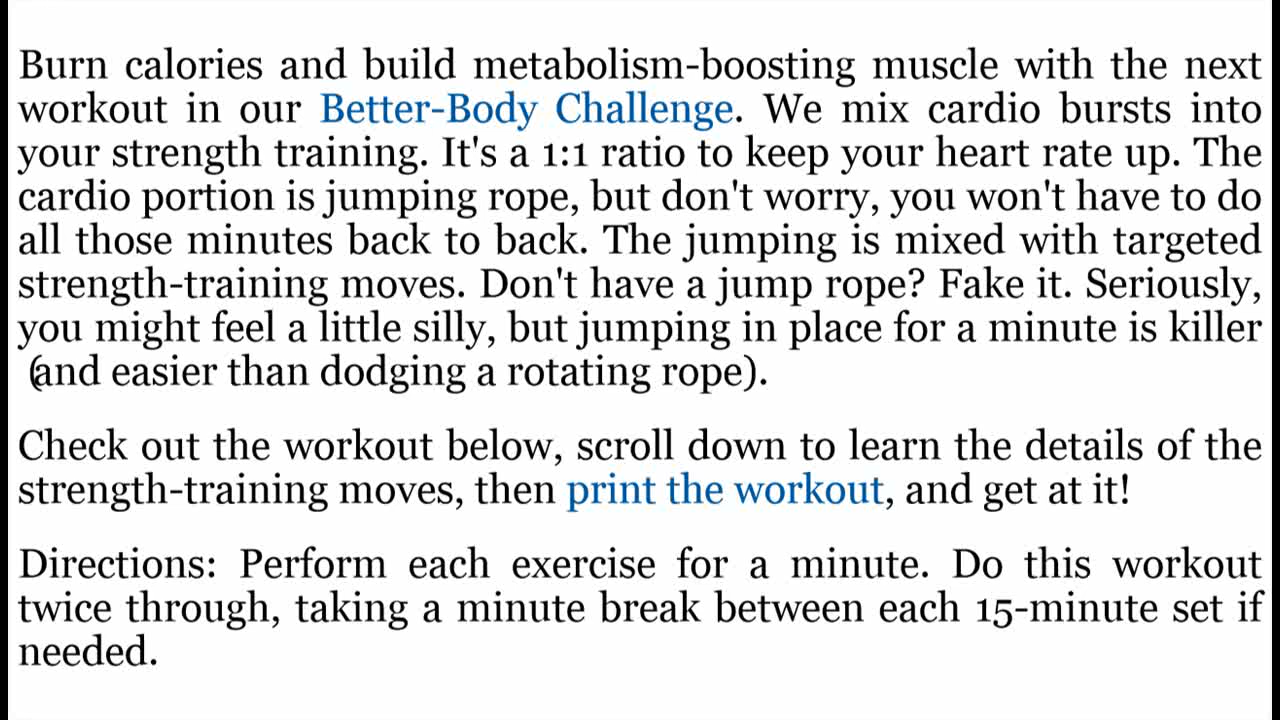 Burn calories and build metabolism-boosting muscle with the next
workout in our Better-Body Challenge. We mix cardio bursts into
your strength training. It's a 1:1 ratio to keep your heart rate up. The
cardio portion is jumping rope, but don't worry, you won't have to do
all those minutes back to back. The jumping is mixed with targeted
strength-training moves. Don't have a jump rope? Fake it. Seriously,
you might feel a little silly, but jumping in place for a minute is killer
(and easier than dodging a rotating rope).
Check out the workout below, scroll down to learn the details of the
strength-training moves, then print the workout, and get at it!
Directions: Perform each exercise for a minute. Do this workout
twice through, taking a minute break between each 15-minute set if
needed.